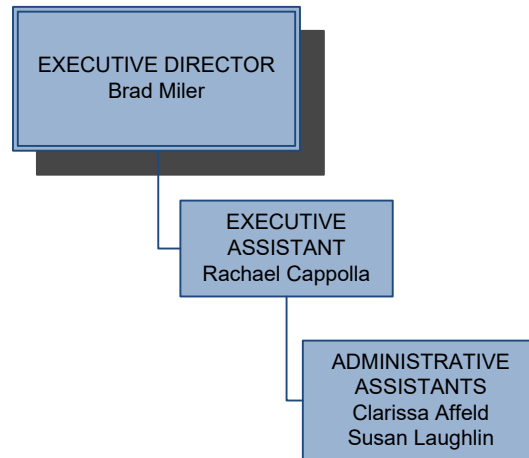 EXECUTIVE DIRECTOR
Brad Miler
EXECUTIVE
ASSISTANT
Rachael Cappolla
ADMINISTRATIVE
ASSISTANTS
Clarissa Affeld
Susan Laughlin